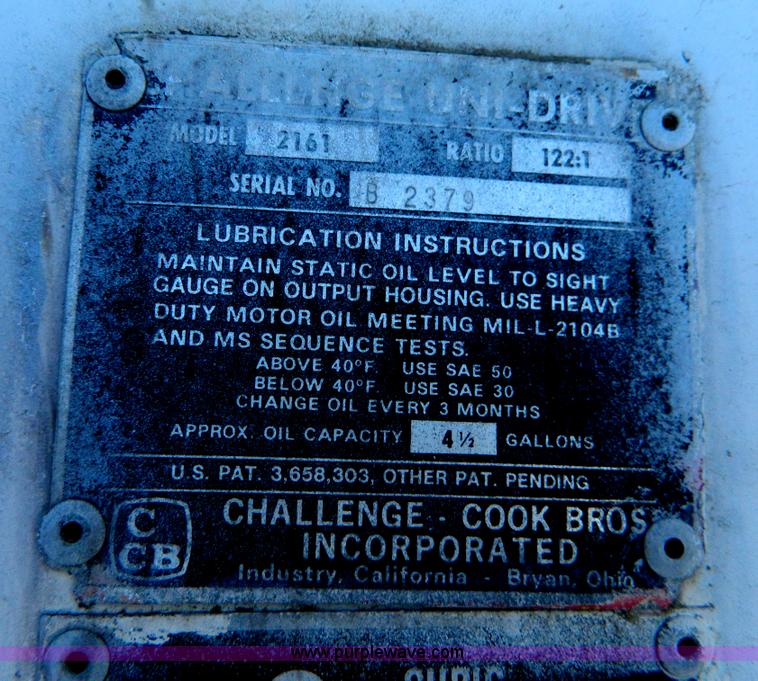 CHALLENGE UNI-DRIVE
MODEL 2161 RATIO 122:1
SERIAL NO. B 2379
LUBRICATION INSTRUCTIONS
MAINTAIN STATIC OIL LEVEL TO SIGHT
GAUGE ON OUTPUT HOUSING. USE HEAVY
DUTY MOTOR OIL MEETING MIL-L-2104B
AND MS SEQUENCE TESTS.
ABOVE 40°F. USE SAE 50
BELOW 40°F. USE SAE 30
CHANGE OIL EVERY 3 MONTHS
APPROX. OIL CAPACITY 4½ GALLONS
U.S. PAT. 3,658,303, OTHER PAT. PENDING
C
CB
CHALLENGE - COOK BROS
INCORPORATED
Industry, California - Bryan, Ohio
www.purplewave.com